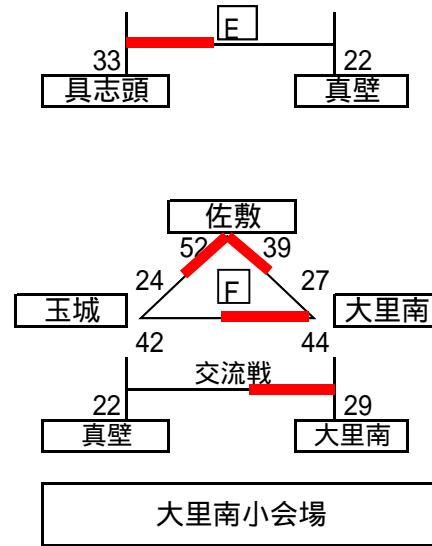 E
33 22
具志頭 真壁
佐敷
52 39
24 F 27
玉城 大里南
42 44
交流戦
22 29
真壁 大里南
大里南小会場